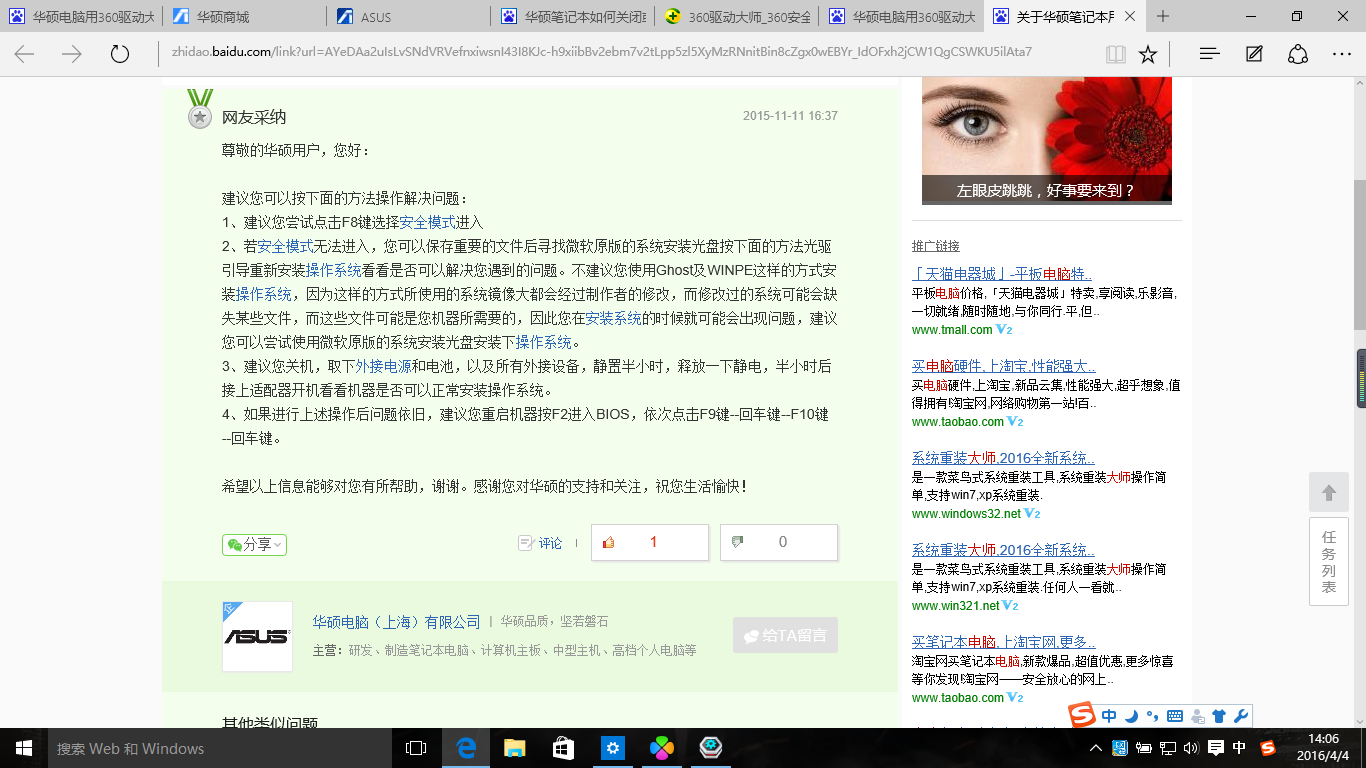 华硕电脑用360驱动大
华硕商城
ASUS
华硕笔记本如何关闭
360驱动大师_360安全
华硕电脑用360驱动大
关于华硕笔记本用
zhidao.baidu.com/link?url=
网友采纳
2015-11-11 16:37
尊敬的华硕用户，您好：
建议您可以按下面的方法操作解决问题：
1、建议您尝试点击F8键选择安全模式进入
2、若安全模式无法进入，您可以保存重要的文件后寻找微软原版的系统安装光盘按下面的方法光驱
引导重新安装操作系统看看是否可以解决您遇到的问题。不建议您使用Ghost及WINPE这样的方式安
装操作系统，因为这样的方式所使用的系统镜像大都会经过制作者的修改，而修改过的系统可能会缺
失某些文件，而这些文件可能是您机器所需要的，因此您在安装系统的时候就可能会出现问题，建议
您可以尝试使用微软原版的系统安装光盘安装下操作系统。
3、建议您关机，取下外接电源和电池，以及所有外接设备，静置半小时，释放一下静电，半小时后
接上适配器开机看看机器是否可以正常安装操作系统。
4、如果进行上述操作后问题依旧，建议您重启机器按F2进入BIOS，依次点击F9键--回车键--F10键
--回车键。
希望以上信息能够对您有所帮助，谢谢。感谢您对华硕的支持和关注，祝您生活愉快！
分享
评论
1
0
ASUS
华硕电脑（上海）有限公司 | 华硕品质，坚若磐石
主营：研发、制造笔记本电脑、计算机主板、中型主机、高档个人电脑等
给TA留言
其他类似问题
左眼皮跳跳，好事要来到？
推广链接
「天猫电器城」-平板电脑特..
平板电脑价格,「天猫电器城」特卖,享阅读,乐影音,
一切就绪,随时随地,与你同行.平,但..
www.tmall.com V2
买电脑硬件,上淘宝,性能强大..
买电脑硬件,上淘宝,新品云集,性能强大,超乎想象,值
得拥有!淘宝网,网络购物第一站!百..
www.taobao.com V2
系统重装大师,2016全新系统..
是一款菜鸟式系统重装工具,系统重装大师操作简
单,支持win7,xp系统重装.
www.windows32.net V2
系统重装大师,2016全新系统..
是一款菜鸟式系统重装工具,系统重装大师操作简
单,支持win7,xp系统重装.任何人一看就..
www.win321.net V2
买笔记本电脑,上淘宝网,更多..
淘宝网买笔记本电脑,新款爆品,超值优惠,更多惊喜
等你发现!淘宝网——安全放心的网上..
www.taobao.com V2
任
务
列
表
中
搜索 Web 和 Windows
中
14:06
2016/4/4